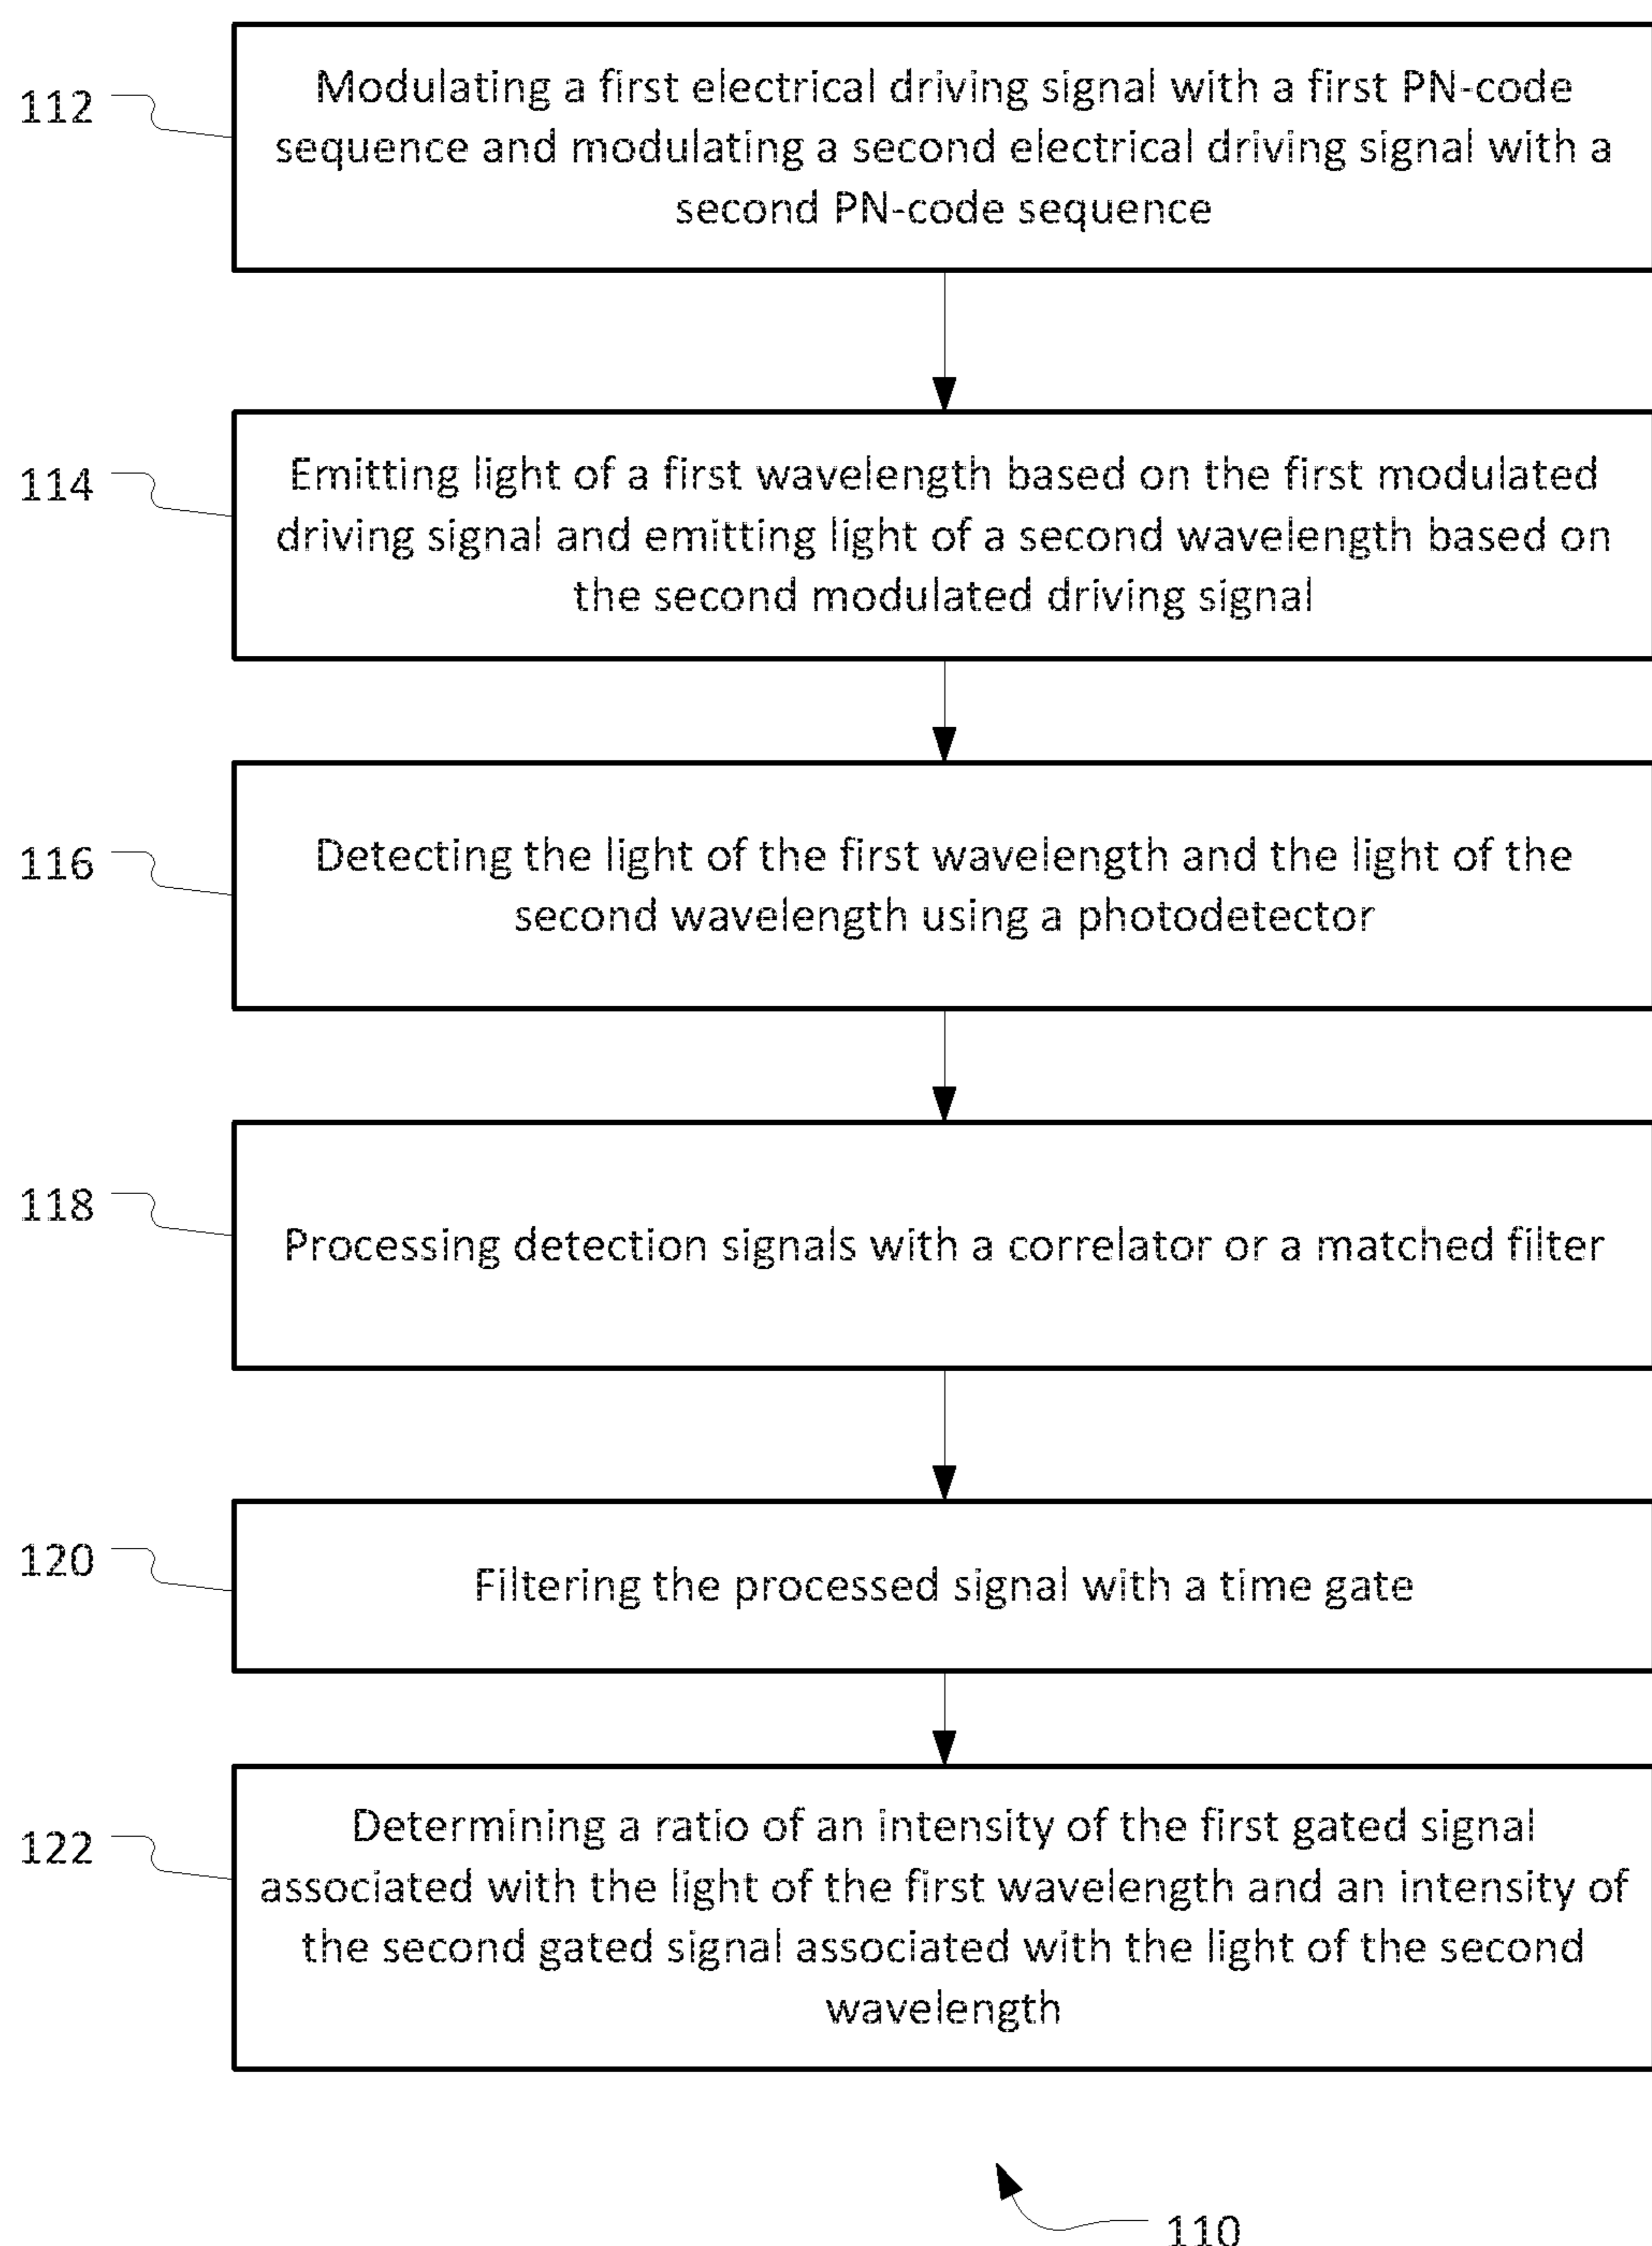 112
Modulating a first electrical driving signal with a first PN-code
sequence and modulating a second electrical driving signal with a
second PN-code sequence
114
Emitting light of a first wavelength based on the first modulated
driving signal and emitting light of a second wavelength based on
the second modulated driving signal
116
Detecting the light of the first wavelength and the light of the
second wavelength using a photodetector
118
Processing detection signals with a correlator or a matched filter
120
Filtering the processed signal with a time gate
122
Determining a ratio of an intensity of the first gated signal
associated with the light of the first wavelength and an intensity of
the second gated signal associated with the light of the second
wavelength
110